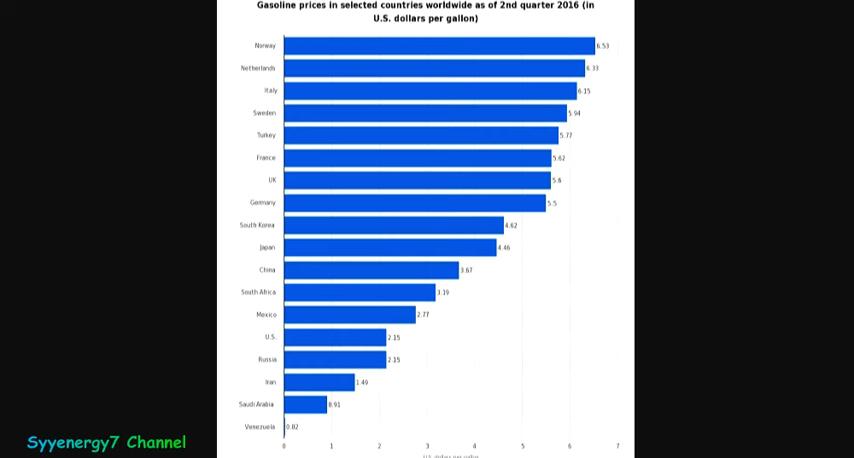 Gasoline prices in selected countries worldwide as of 2nd quarter 2016 (in
U.S. dollars per gallon)
Norway 6.53
Netherlands 6.33
Italy 6.15
Sweden 5.94
Turkey 5.77
France 5.62
UK 5.6
Germany 5.5
South Korea 4.62
Japan 4.46
China 3.67
South Africa 3.19
Mexico 2.77
U.S. 2.15
Russia 2.15
Iran 1.49
Saudi Arabia 0.91
Venezuela 0.02
0 1 2 3 4 5 6 7
U.S. dollars per gallon
Syyenergy7 Channel